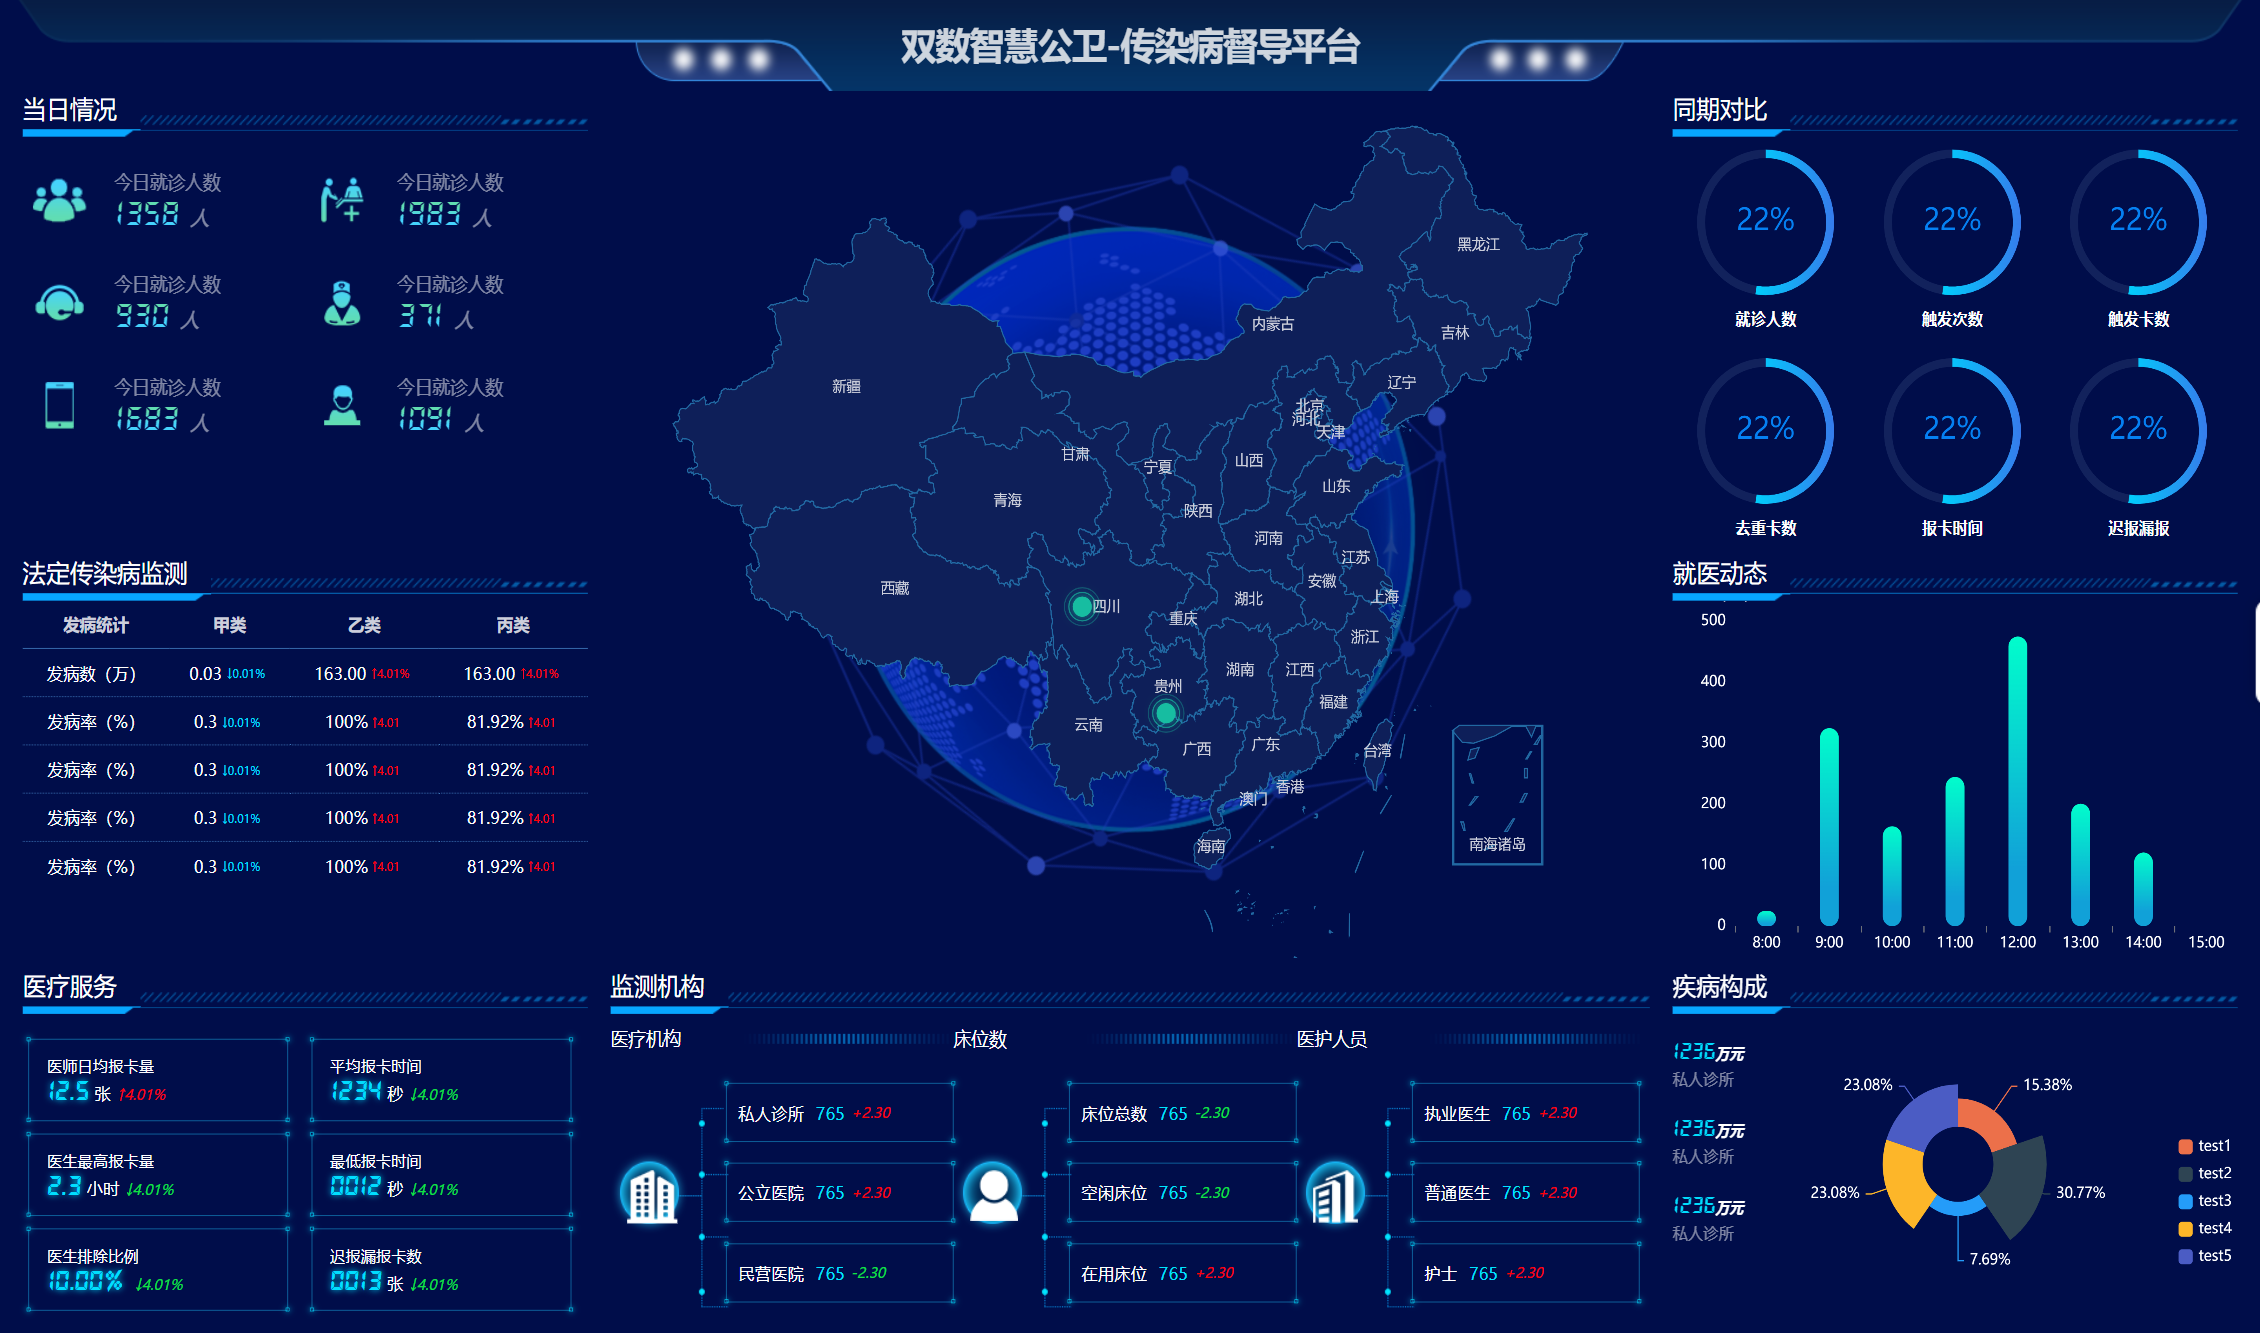 双数智慧公卫-传染病督导平台
当日情况
今日就诊人数
1358 人
今日就诊人数
1983 人
今日就诊人数
930 人
今日就诊人数
371 人
今日就诊人数
1683 人
今日就诊人数
1091 人
法定传染病监测
发病统计 甲类 乙类 丙类
发病数（万） 0.03 ↓0.01% 163.00 ↑4.01% 163.00 ↑4.01%
发病率（%） 0.3 ↓0.01% 100% ↑4.01 81.92% ↑4.01
发病率（%） 0.3 ↓0.01% 100% ↑4.01 81.92% ↑4.01
发病率（%） 0.3 ↓0.01% 100% ↑4.01 81.92% ↑4.01
发病率（%） 0.3 ↓0.01% 100% ↑4.01 81.92% ↑4.01
医疗服务
医师日均报卡量
12.5 张 ↑4.01%
平均报卡时间
1234 秒 ↓4.01%
医生最高报卡量
2.3 小时 ↓4.01%
最低报卡时间
0012 秒 ↓4.01%
医生排除比例
10.00% ↓4.01%
迟报漏报卡数
0013 张 ↓4.01%
黑龙江
内蒙古
吉林
新疆
辽宁
北京
河北
天津
甘肃
宁夏
山西
山东
青海
陕西
河南
江苏
西藏
安徽
上海
四川
湖北
重庆
浙江
湖南
江西
贵州
福建
云南
广西
广东
台湾
香港
澳门
海南
南海诸岛
监测机构
医疗机构
私人诊所 765 +2.30
公立医院 765 +2.30
民营医院 765 -2.30
床位数
床位总数 765 -2.30
空闲床位 765 -2.30
在用床位 765 +2.30
医护人员
执业医生 765 +2.30
普通医生 765 +2.30
护士 765 +2.30
同期对比
22% 22% 22%
就诊人数 触发次数 触发卡数
22% 22% 22%
去重卡数 报卡时间 迟报漏报
就医动态
500
400
300
200
100
0
8:00 9:00 10:00 11:00 12:00 13:00 14:00 15:00
疾病构成
1236万元
私人诊所
1236万元
私人诊所
1236万元
私人诊所
23.08%
15.38%
23.08%
30.77%
7.69%
test1
test2
test3
test4
test5